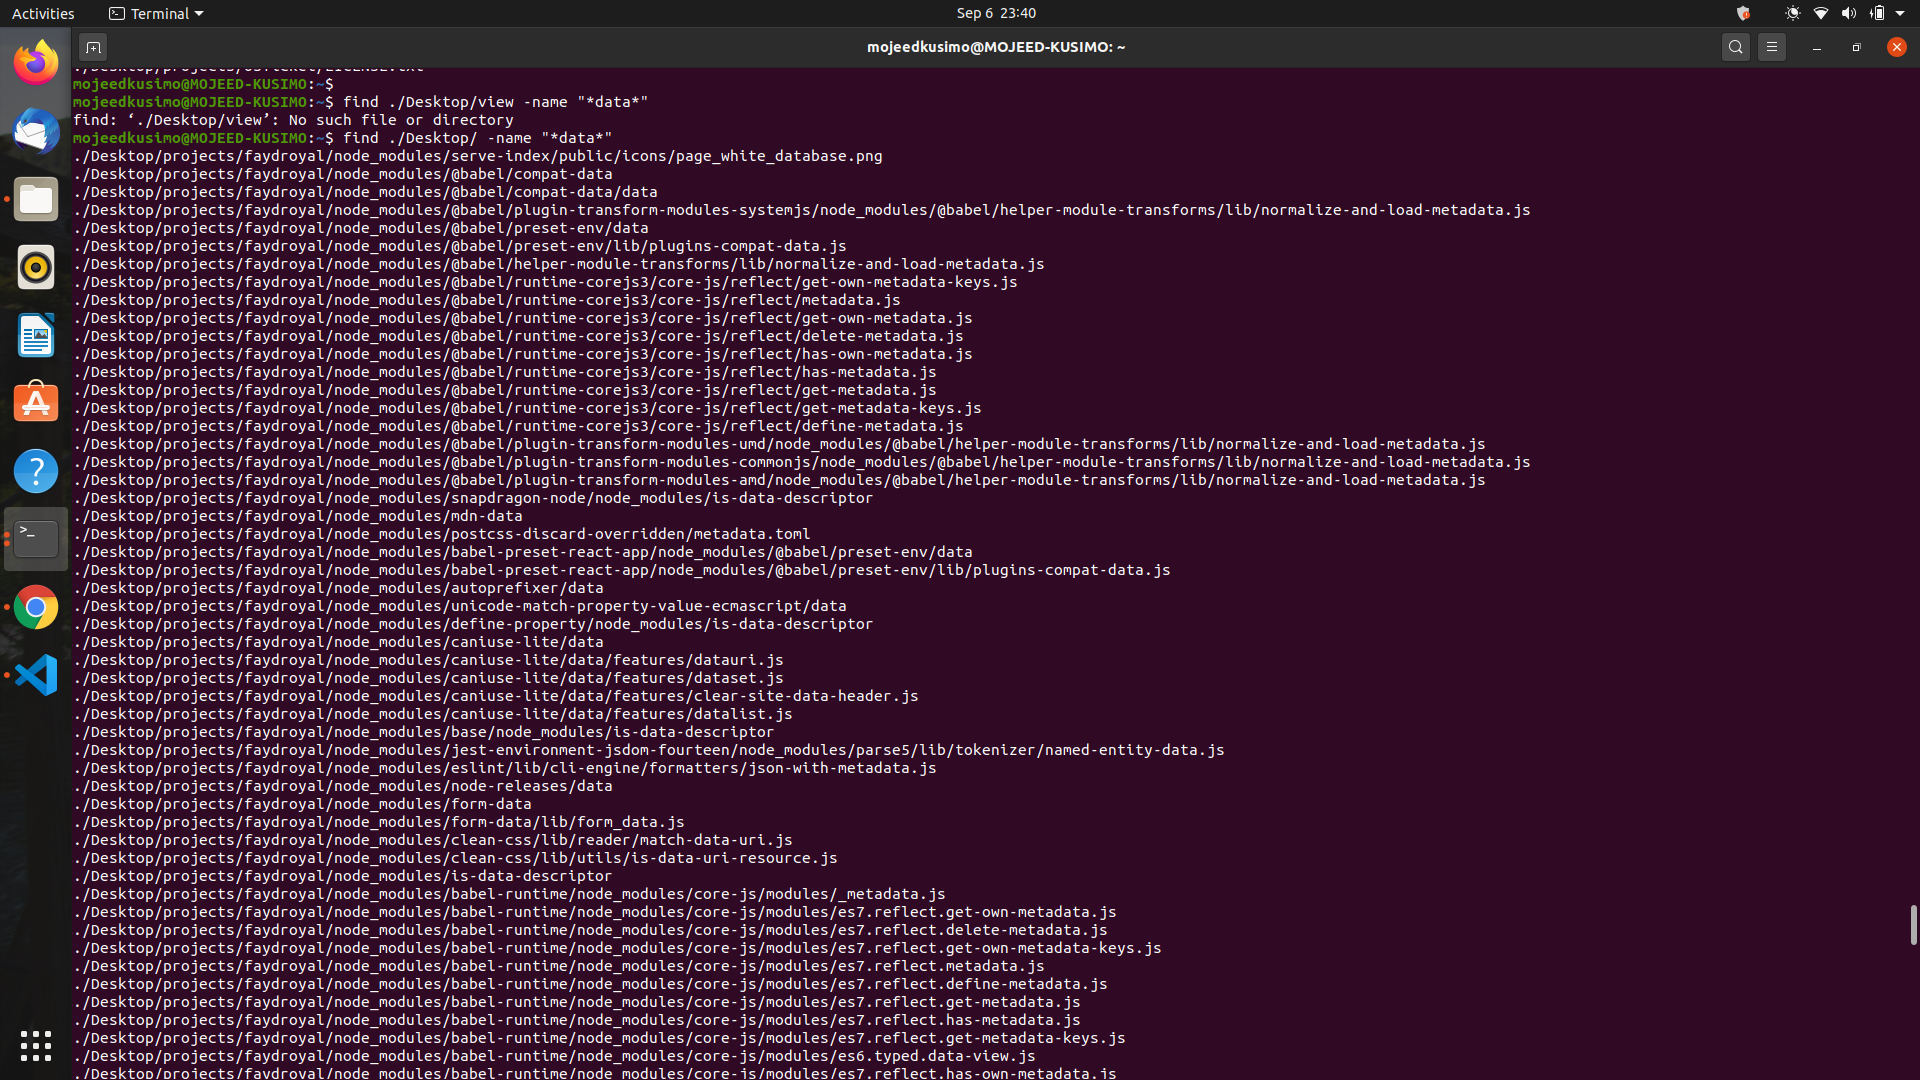 Activities
Terminal
Sep 6 23:40
mojeedkusimo@MOJEED-KUSIMO: ~
./Desktop/projects/osTicket/LICENSE.txt
mojeedkusimo@MOJEED-KUSIMO:~$
mojeedkusimo@MOJEED-KUSIMO:~$ find ./Desktop/view -name "*data*"
find: ‘./Desktop/view’: No such file or directory
mojeedkusimo@MOJEED-KUSIMO:~$ find ./Desktop/ -name "*data*"
./Desktop/projects/faydroyal/node_modules/serve-index/public/icons/page_white_database.png
./Desktop/projects/faydroyal/node_modules/@babel/compat-data
./Desktop/projects/faydroyal/node_modules/@babel/compat-data/data
./Desktop/projects/faydroyal/node_modules/@babel/plugin-transform-modules-systemjs/node_modules/@babel/helper-module-transforms/lib/normalize-and-load-metadata.js
./Desktop/projects/faydroyal/node_modules/@babel/preset-env/data
./Desktop/projects/faydroyal/node_modules/@babel/preset-env/lib/plugins-compat-data.js
./Desktop/projects/faydroyal/node_modules/@babel/helper-module-transforms/lib/normalize-and-load-metadata.js
./Desktop/projects/faydroyal/node_modules/@babel/runtime-corejs3/core-js/reflect/get-own-metadata-keys.js
./Desktop/projects/faydroyal/node_modules/@babel/runtime-corejs3/core-js/reflect/metadata.js
./Desktop/projects/faydroyal/node_modules/@babel/runtime-corejs3/core-js/reflect/get-own-metadata.js
./Desktop/projects/faydroyal/node_modules/@babel/runtime-corejs3/core-js/reflect/delete-metadata.js
./Desktop/projects/faydroyal/node_modules/@babel/runtime-corejs3/core-js/reflect/has-own-metadata.js
./Desktop/projects/faydroyal/node_modules/@babel/runtime-corejs3/core-js/reflect/has-metadata.js
./Desktop/projects/faydroyal/node_modules/@babel/runtime-corejs3/core-js/reflect/get-metadata.js
./Desktop/projects/faydroyal/node_modules/@babel/runtime-corejs3/core-js/reflect/get-metadata-keys.js
./Desktop/projects/faydroyal/node_modules/@babel/runtime-corejs3/core-js/reflect/define-metadata.js
./Desktop/projects/faydroyal/node_modules/@babel/plugin-transform-modules-umd/node_modules/@babel/helper-module-transforms/lib/normalize-and-load-metadata.js
./Desktop/projects/faydroyal/node_modules/@babel/plugin-transform-modules-commonjs/node_modules/@babel/helper-module-transforms/lib/normalize-and-load-metadata.js
./Desktop/projects/faydroyal/node_modules/@babel/plugin-transform-modules-amd/node_modules/@babel/helper-module-transforms/lib/normalize-and-load-metadata.js
./Desktop/projects/faydroyal/node_modules/snapdragon-node/node_modules/is-data-descriptor
./Desktop/projects/faydroyal/node_modules/mdn-data
./Desktop/projects/faydroyal/node_modules/postcss-discard-overridden/metadata.toml
./Desktop/projects/faydroyal/node_modules/babel-preset-react-app/node_modules/@babel/preset-env/data
./Desktop/projects/faydroyal/node_modules/babel-preset-react-app/node_modules/@babel/preset-env/lib/plugins-compat-data.js
./Desktop/projects/faydroyal/node_modules/autoprefixer/data
./Desktop/projects/faydroyal/node_modules/unicode-match-property-value-ecmascript/data
./Desktop/projects/faydroyal/node_modules/define-property/node_modules/is-data-descriptor
./Desktop/projects/faydroyal/node_modules/caniuse-lite/data
./Desktop/projects/faydroyal/node_modules/caniuse-lite/data/features/datauri.js
./Desktop/projects/faydroyal/node_modules/caniuse-lite/data/features/dataset.js
./Desktop/projects/faydroyal/node_modules/caniuse-lite/data/features/clear-site-data-header.js
./Desktop/projects/faydroyal/node_modules/caniuse-lite/data/features/datalist.js
./Desktop/projects/faydroyal/node_modules/base/node_modules/is-data-descriptor
./Desktop/projects/faydroyal/node_modules/jest-environment-jsdom-fourteen/node_modules/parse5/lib/tokenizer/named-entity-data.js
./Desktop/projects/faydroyal/node_modules/eslint/lib/cli-engine/formatters/json-with-metadata.js
./Desktop/projects/faydroyal/node_modules/node-releases/data
./Desktop/projects/faydroyal/node_modules/form-data
./Desktop/projects/faydroyal/node_modules/form-data/lib/form_data.js
./Desktop/projects/faydroyal/node_modules/clean-css/lib/reader/match-data-uri.js
./Desktop/projects/faydroyal/node_modules/clean-css/lib/utils/is-data-uri-resource.js
./Desktop/projects/faydroyal/node_modules/is-data-descriptor
./Desktop/projects/faydroyal/node_modules/babel-runtime/node_modules/core-js/modules/_metadata.js
./Desktop/projects/faydroyal/node_modules/babel-runtime/node_modules/core-js/modules/es7.reflect.get-own-metadata.js
./Desktop/projects/faydroyal/node_modules/babel-runtime/node_modules/core-js/modules/es7.reflect.delete-metadata.js
./Desktop/projects/faydroyal/node_modules/babel-runtime/node_modules/core-js/modules/es7.reflect.get-own-metadata-keys.js
./Desktop/projects/faydroyal/node_modules/babel-runtime/node_modules/core-js/modules/es7.reflect.metadata.js
./Desktop/projects/faydroyal/node_modules/babel-runtime/node_modules/core-js/modules/es7.reflect.define-metadata.js
./Desktop/projects/faydroyal/node_modules/babel-runtime/node_modules/core-js/modules/es7.reflect.get-metadata.js
./Desktop/projects/faydroyal/node_modules/babel-runtime/node_modules/core-js/modules/es7.reflect.has-metadata.js
./Desktop/projects/faydroyal/node_modules/babel-runtime/node_modules/core-js/modules/es7.reflect.get-metadata-keys.js
./Desktop/projects/faydroyal/node_modules/babel-runtime/node_modules/core-js/modules/es6.typed.data-view.js
./Desktop/projects/faydroyal/node_modules/babel-runtime/node_modules/core-js/modules/es7.reflect.has-own-metadata.js